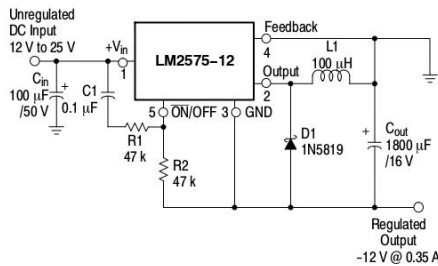 Unregulated
DC Input
12 V to 25 V
+Vin
1
LM2575–12
Feedback
4
L1
100 μH
Output
2
Cin
100 μF
/50 V
+
C1
0.1 μF
5
ON/OFF
3
GND
R1
47 k
R2
47 k
D1
1N5819
+
Cout
1800 μF
/16 V
Regulated
Output
–12 V @ 0.35 A